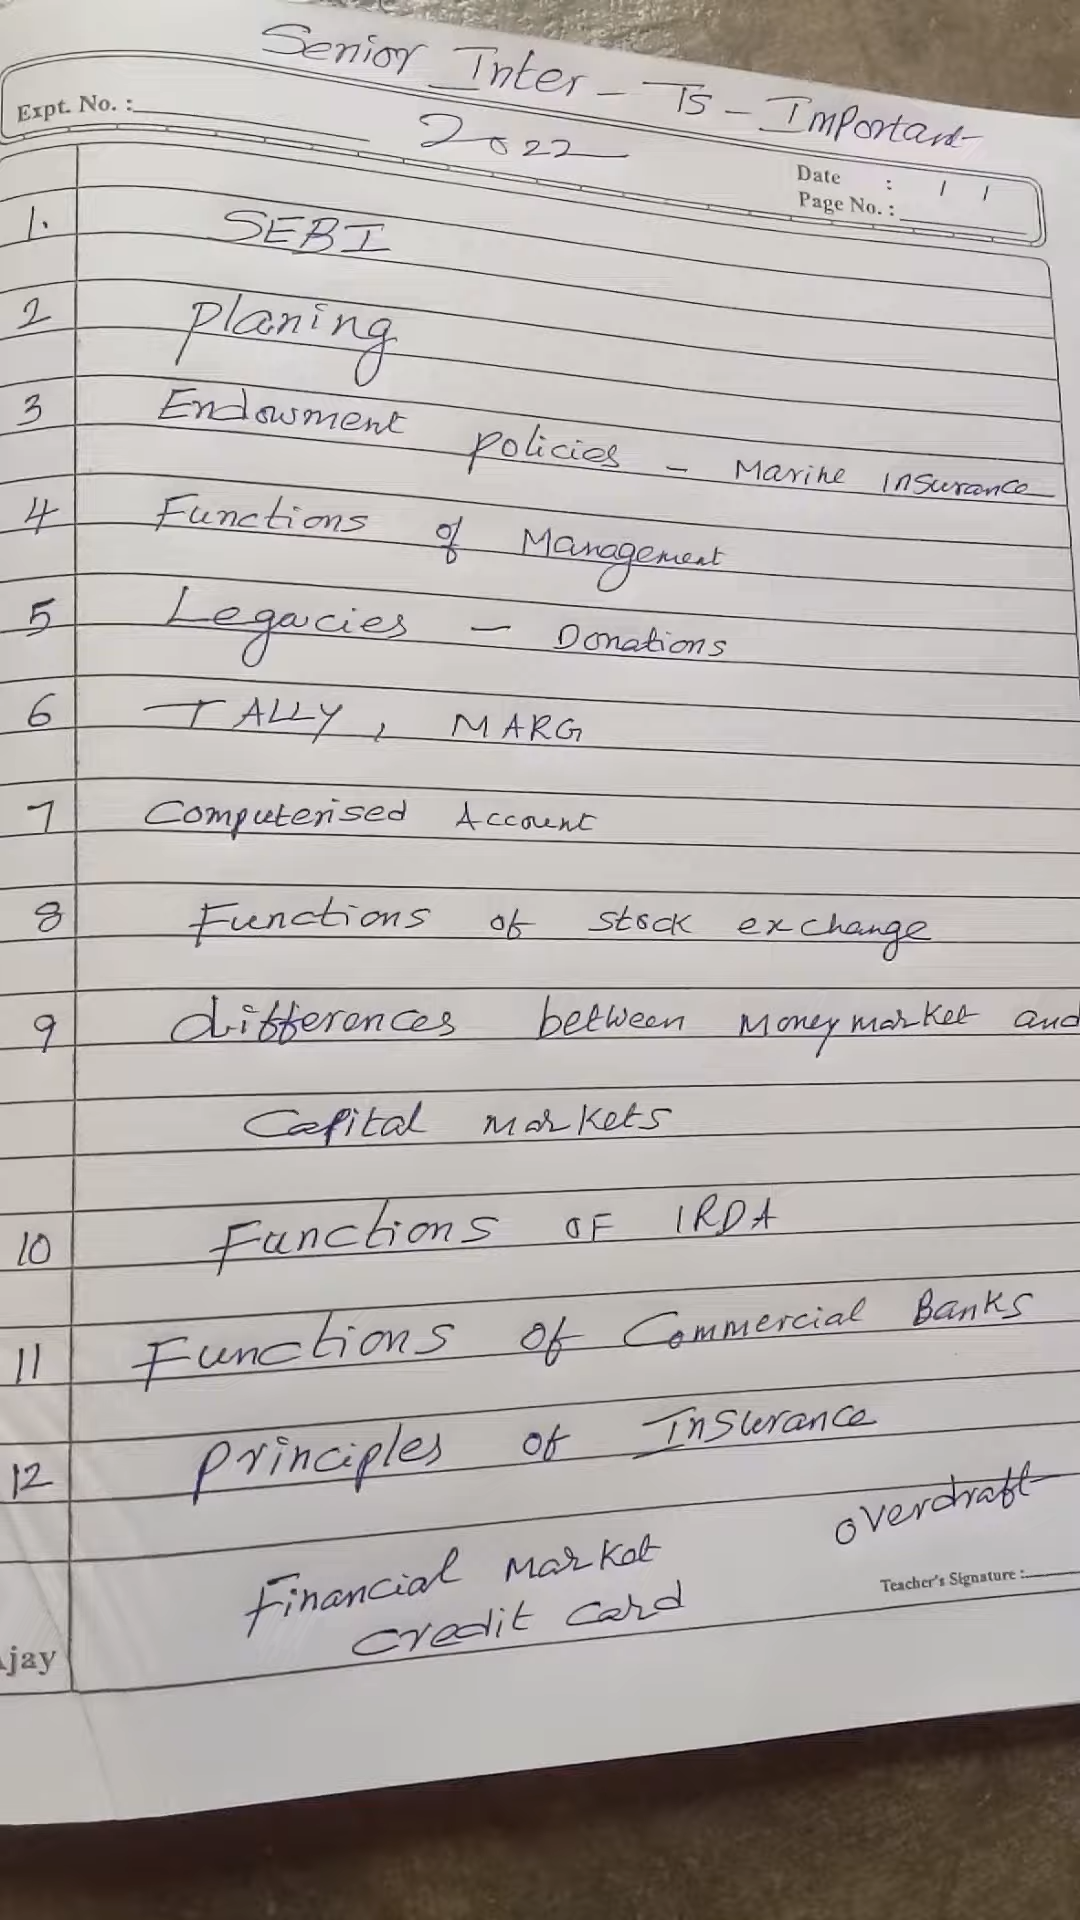 Senior Inter - TS - Important
Expt. No. :
2022
Date : / /
Page No. :
1. SEBI
2 planing
3 Endowment policies - Marine Insurance
4 Functions of Management
5 Legacies - Donations
6 TALLY, MARG
7 Computerised Account
8 Functions of stock exchange
9 differences between Money market and
Capital markets
10 Functions OF IRDA
11 Functions of Commercial Banks
12 principles of Insurance
overdraft
Financial Market
Teacher's Signature :
credit card
jay